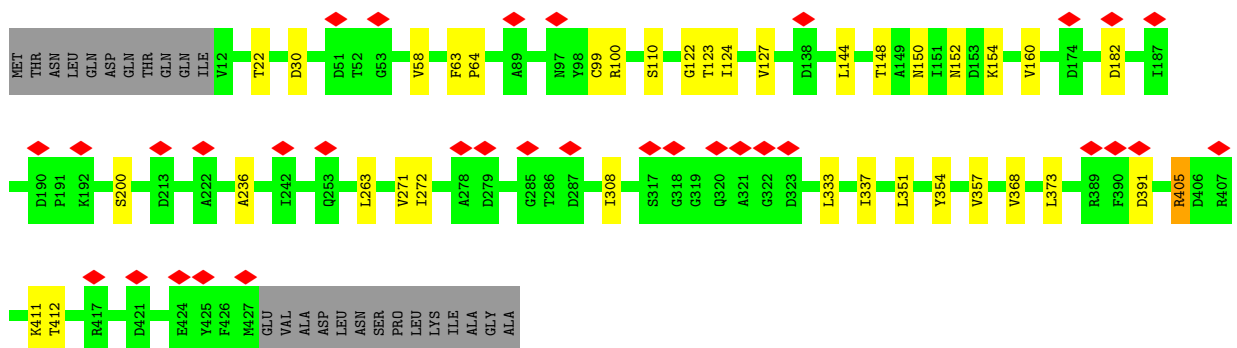 MET THR ASN LEU GLN ASP GLN THR GLN GLN ILE V12 T22 D30 D51 T52 G53 V58 F63 P64 A89 N97 Y98 C99 R100 S110 G122 T123 I124 V127 D138 L144 T148 A149 N150 I151 N152 D153 K154 V160 D174 D182 I187
D190 P191 K192 S200 D213 A222 A236 I242 Q253 L263 V271 I272 A278 D279 G285 T286 D287 I308 S317 G318 G319 Q320 A321 G322 D323 L333 I337 L351 Y354 V357 V368 L373 R389 F390 D391 R405 D406 R407
K411 T412 R417 D421 E424 Y425 F426 M427 GLU VAL ALA ASP LEU ASN SER PRO LEU LYS ILE ALA GLY ALA